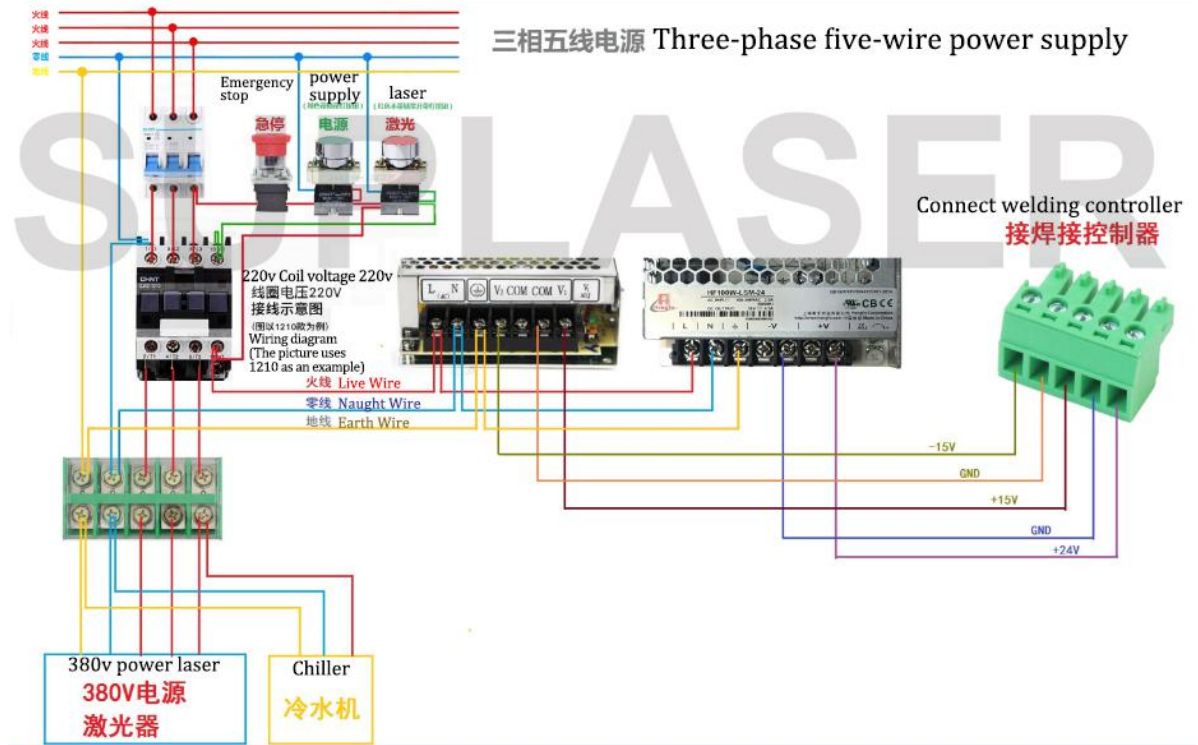 火线
火线
火线
零线
地线
三相五线电源 Three-phase five-wire power supply
Emergency
stop
急停
power
supply
电源
laser
激光
SUPLASER
Connect welding controller
接焊接控制器
CHNT
220v Coil voltage 220v
线圈电压220V
接线示意图
(图以1210款为例)
Wiring diagram
(The picture uses
1210 as an example)
火线 Live Wire
零线 Naught Wire
地线 Earth Wire
L N V₂ COM COM V₁
HF100W-LSM-24
L N -V +V
-15V
GND
+15V
GND
+24V
380v power laser
380V电源
激光器
Chiller
冷水机